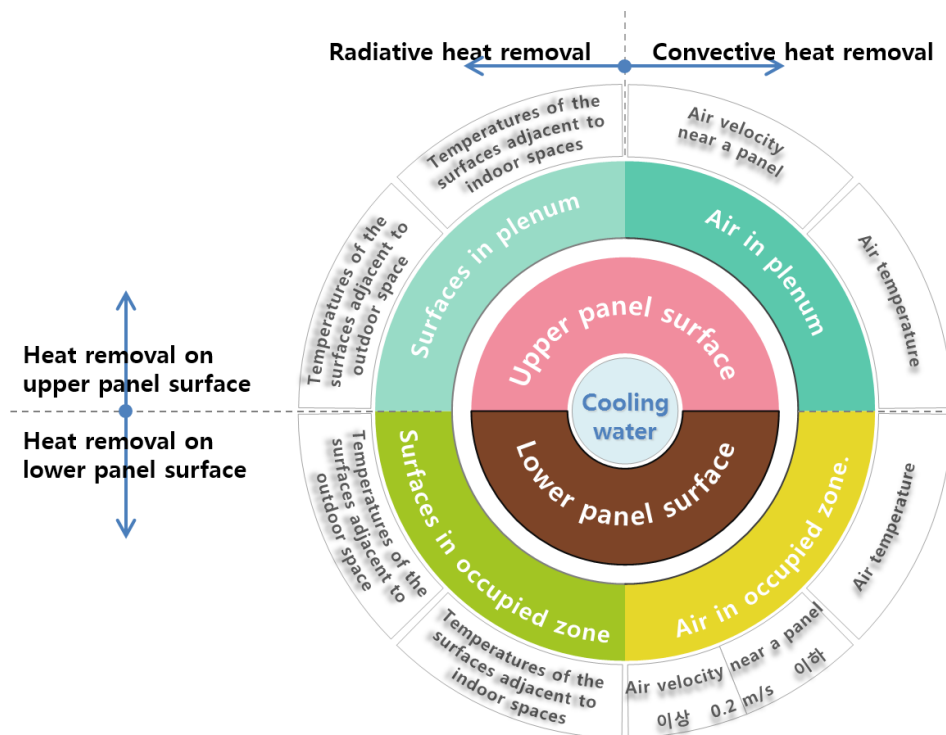 Radiative heat removal
Convective heat removal
Temperatures of the
surfaces adjacent to
indoor spaces
Air velocity
near a panel
Temperatures of the
surfaces adjacent to
outdoor space
Surfaces in plenum
Air in plenum
Air temperature
Upper panel surface
Heat removal on
upper panel surface
Cooling
water
Heat removal on
lower panel surface
Lower panel surface
Temperatures of the
surfaces adjacent to
outdoor space
Surfaces in occupied zone
Air in occupied zone.
Air temperature
Temperatures of the
surfaces adjacent to
indoor spaces
Air velocity near a panel
이상 0.2 m/s 이하